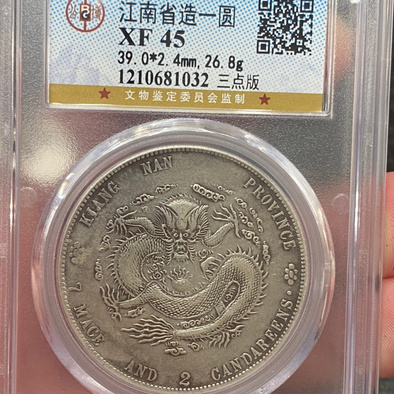 江南省造一圆
XF 45
39.0*2.4mm,26.8g
1210681032 三点版
★ 文物鉴定委员会监制 ★
KIANG NAN PROVINCE
7 MACE AND 2 CANDAREENS.